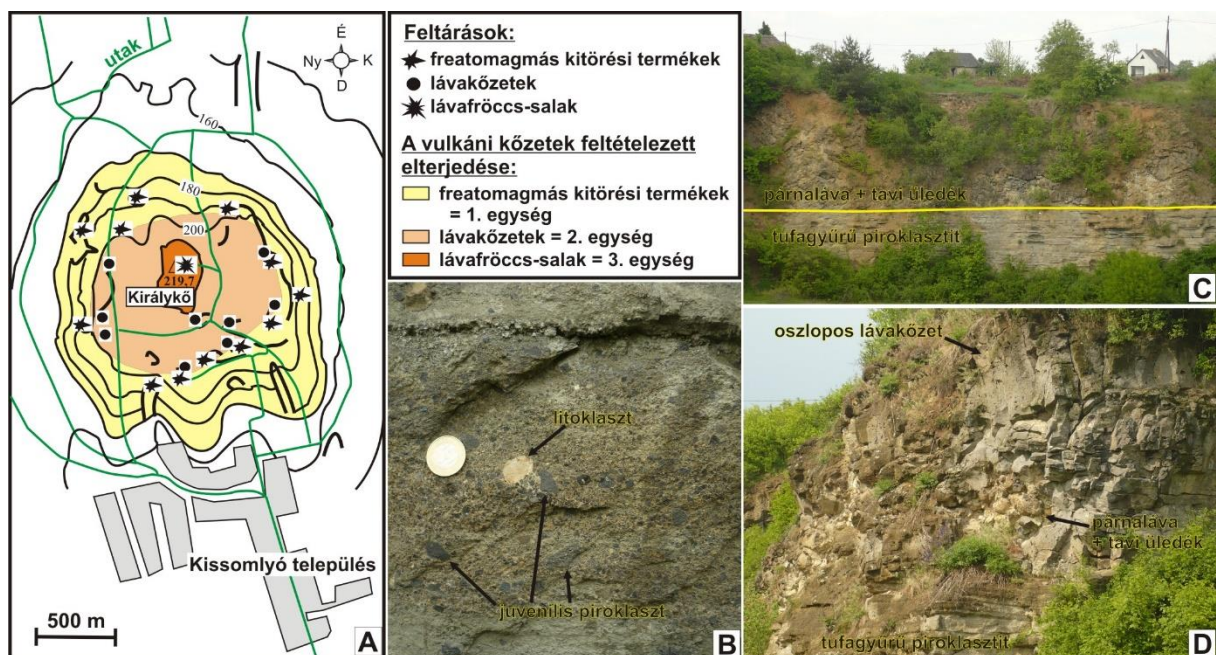 utak
É
Ny
K
D
160
180
200
219,7
Királykő
Kissomlyó település
500 m
A
Feltárások:
freatomagmás kitörési termékek
lávakőzetek
lávafröccs-salak
A vulkáni kőzetek feltételezett
elterjedése:
freatomagmás kitörési termékek
= 1. egység
lávakőzetek = 2. egység
lávafröccs-salak = 3. egység
litoklaszt
juvenilis piroklaszt
B
párnaláva + tavi üledék
tufagyűrű piroklasztit
C
oszlopos lávakőzet
párnaláva
+ tavi üledék
tufagyűrű piroklasztit
D